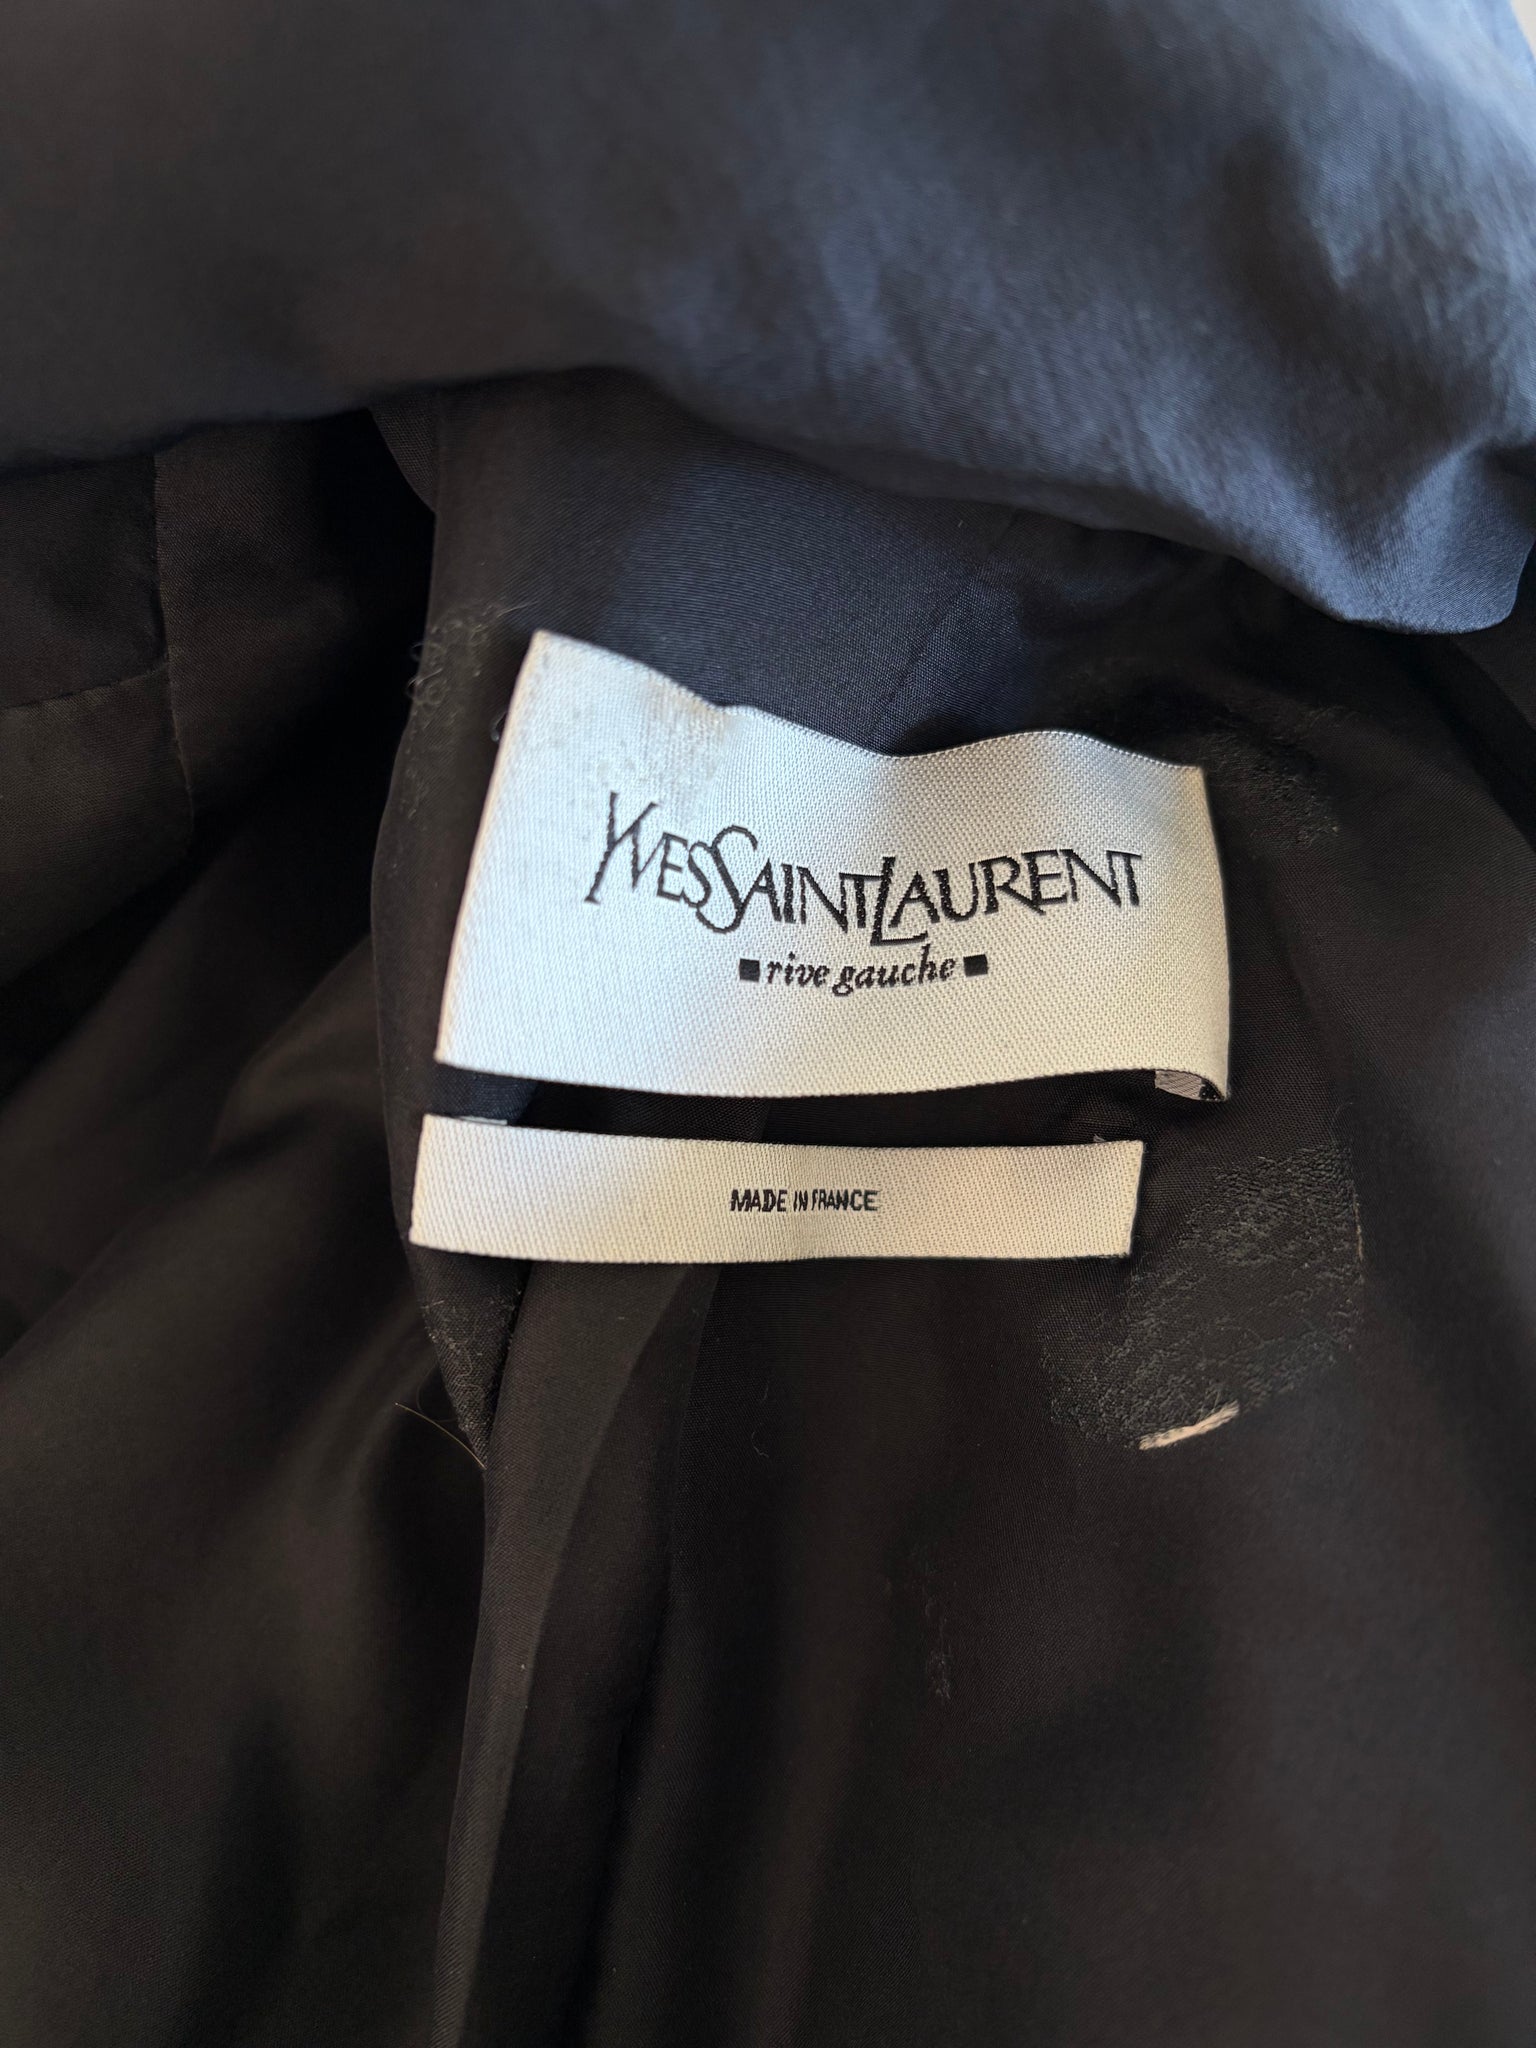 YVESSAINTLAURENT
rive gauche
MADE IN FRANCE